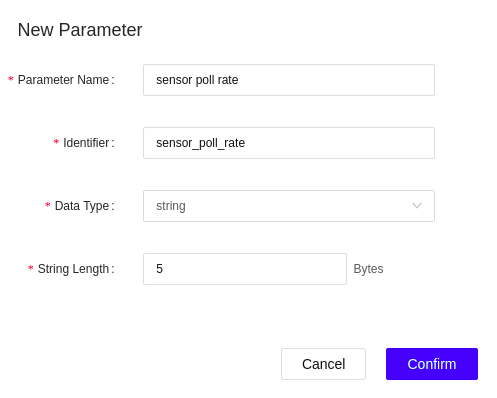 New Parameter
* Parameter Name : sensor poll rate
* Identifier : sensor_poll_rate
* Data Type : string
* String Length : 5 Bytes
Cancel Confirm